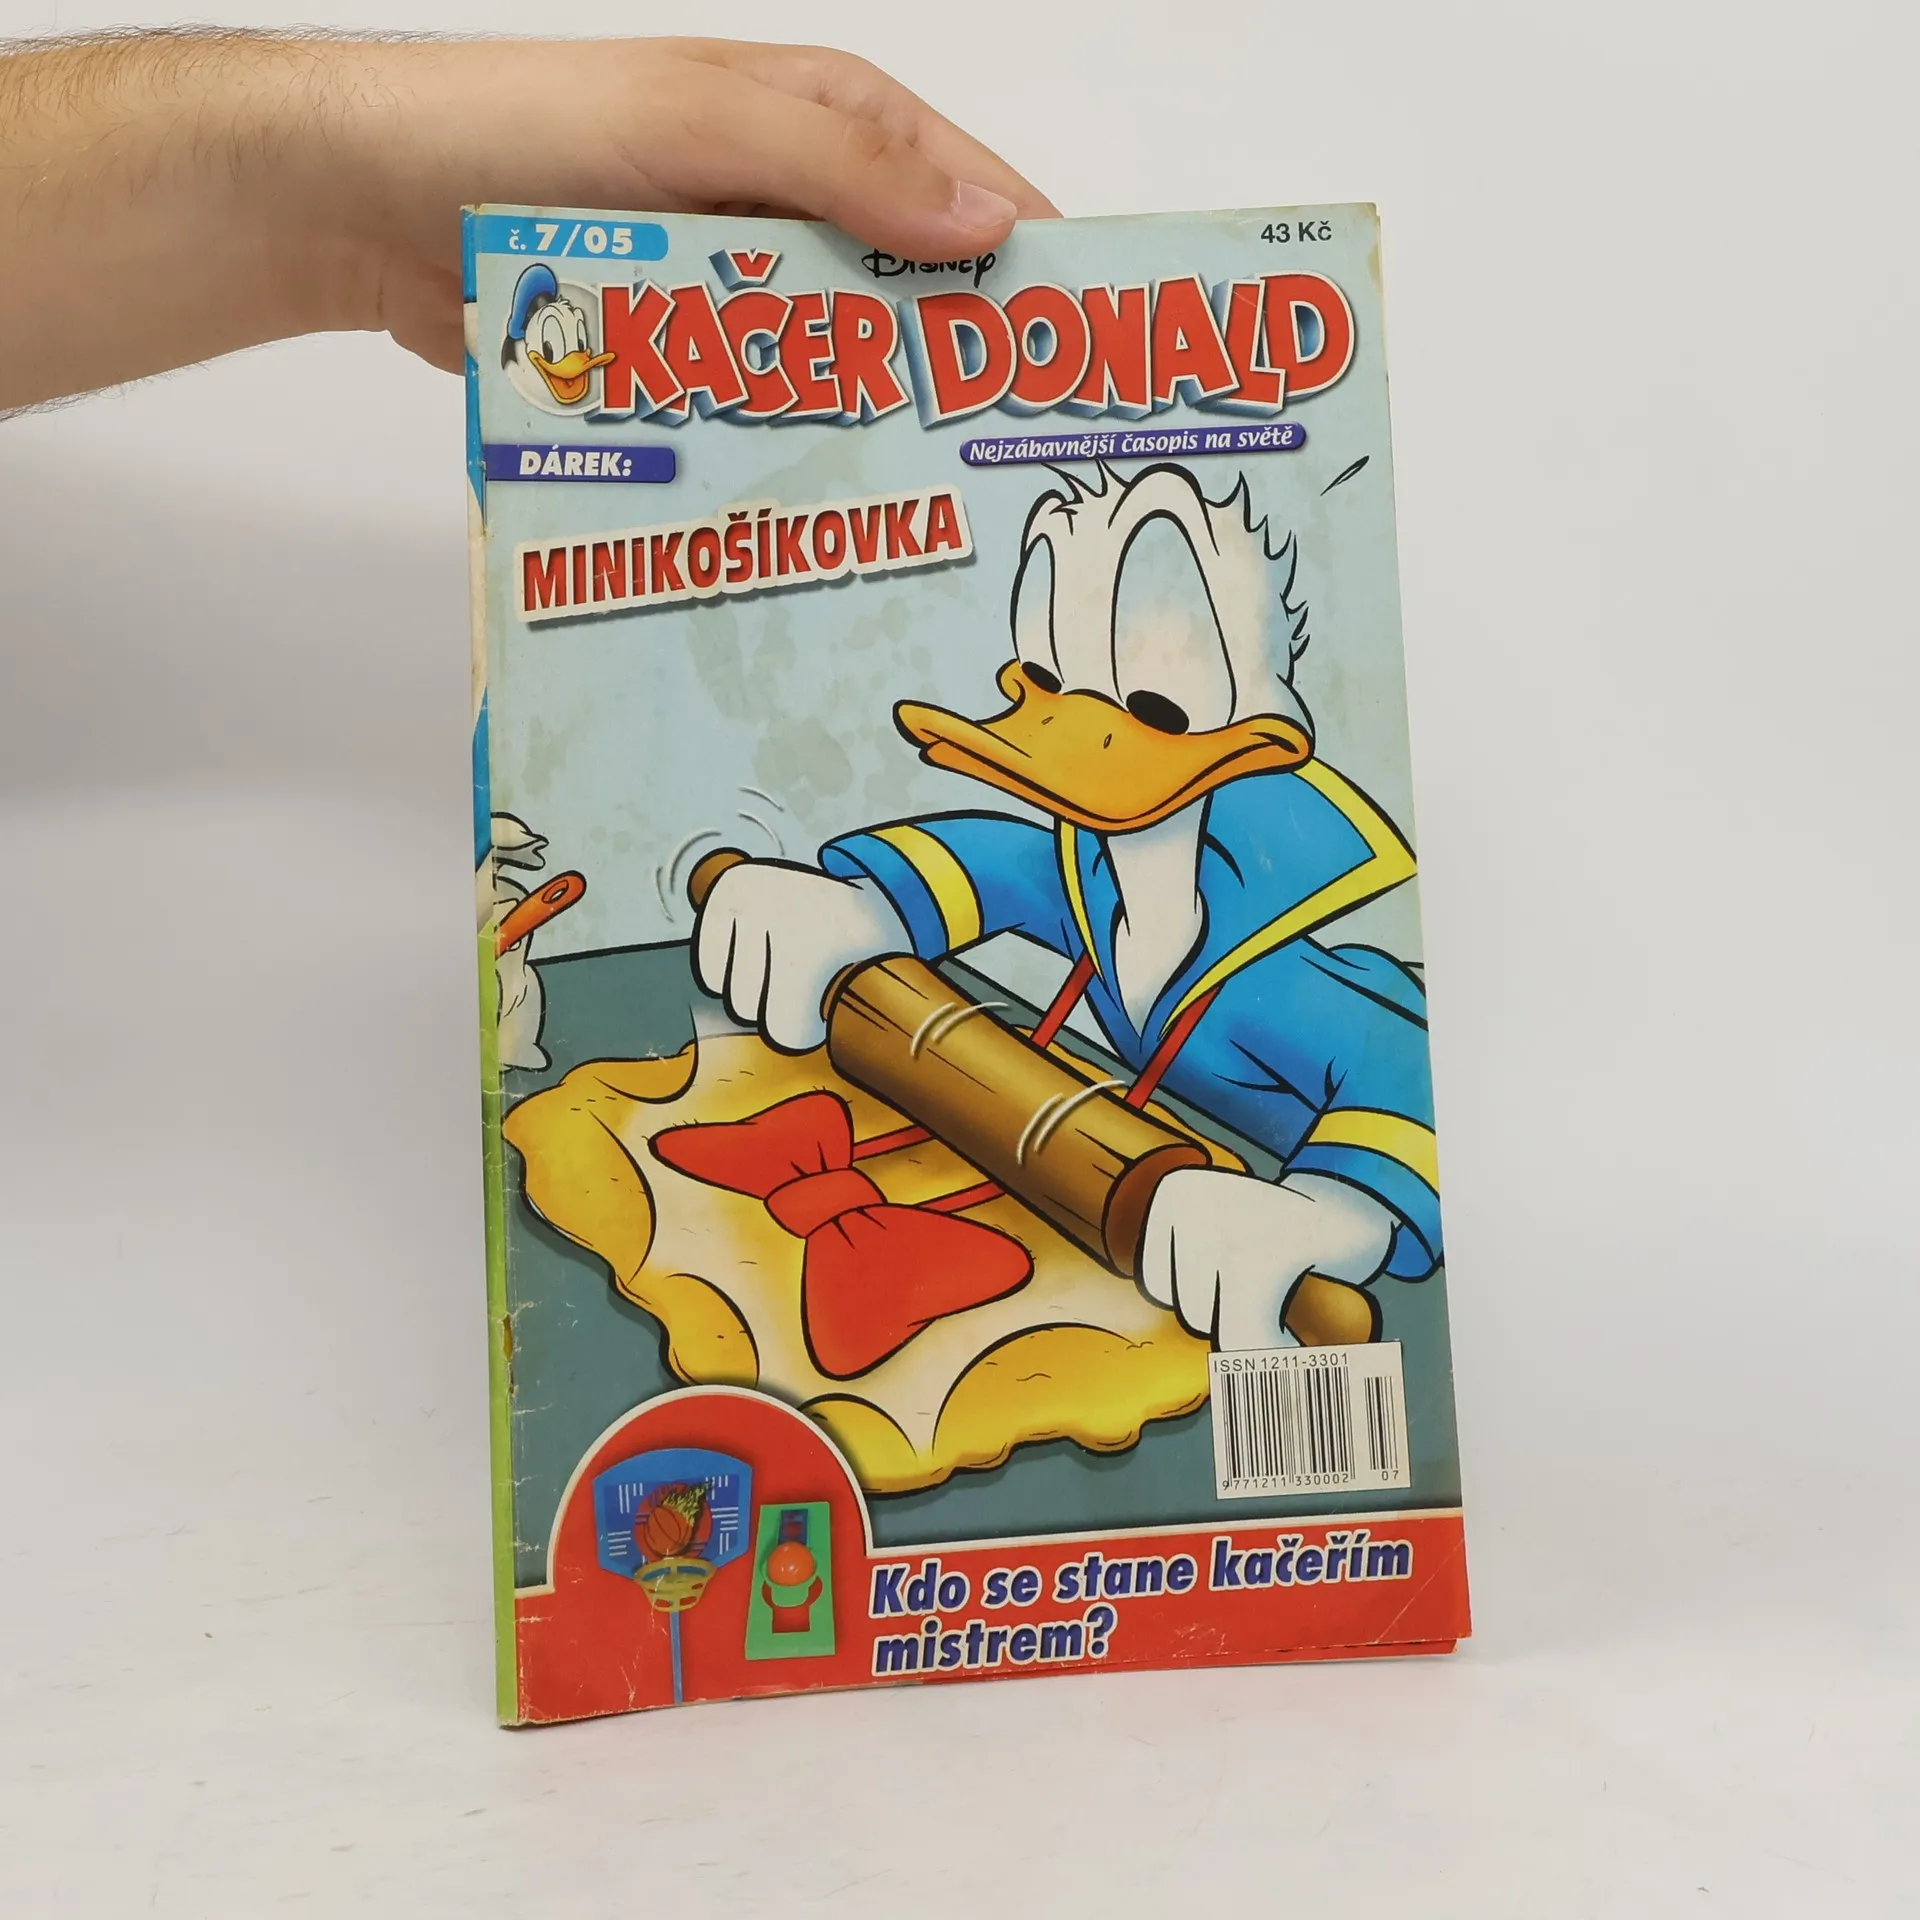 č. 7/05
43 Kč
Disney
KAČER DONALD
Nejzábavnější časopis na světě
DÁREK:
MINIKOŠÍKOVKA
ISSN 1211-3301
9771211330002
07
Kdo se stane kačeřím
mistrem?